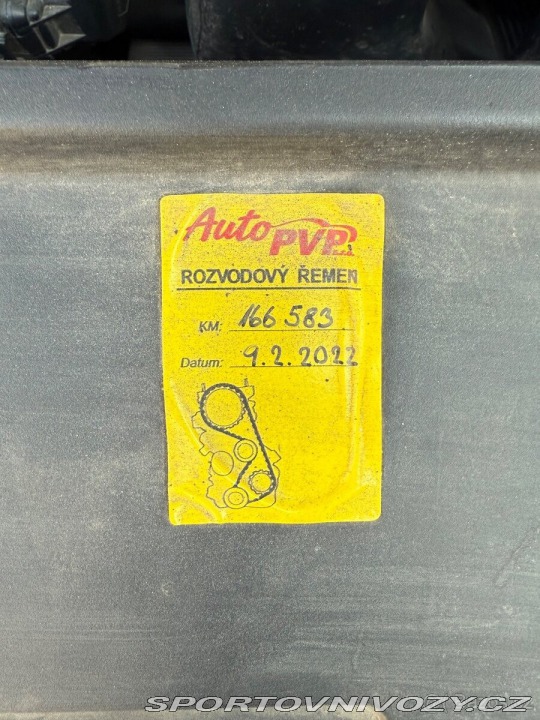 Auto PVP
ROZVODOVÝ ŘEMEN
KM: 166 583
Datum: 9.2.2022
SPORTOVNIVOZY.CZ